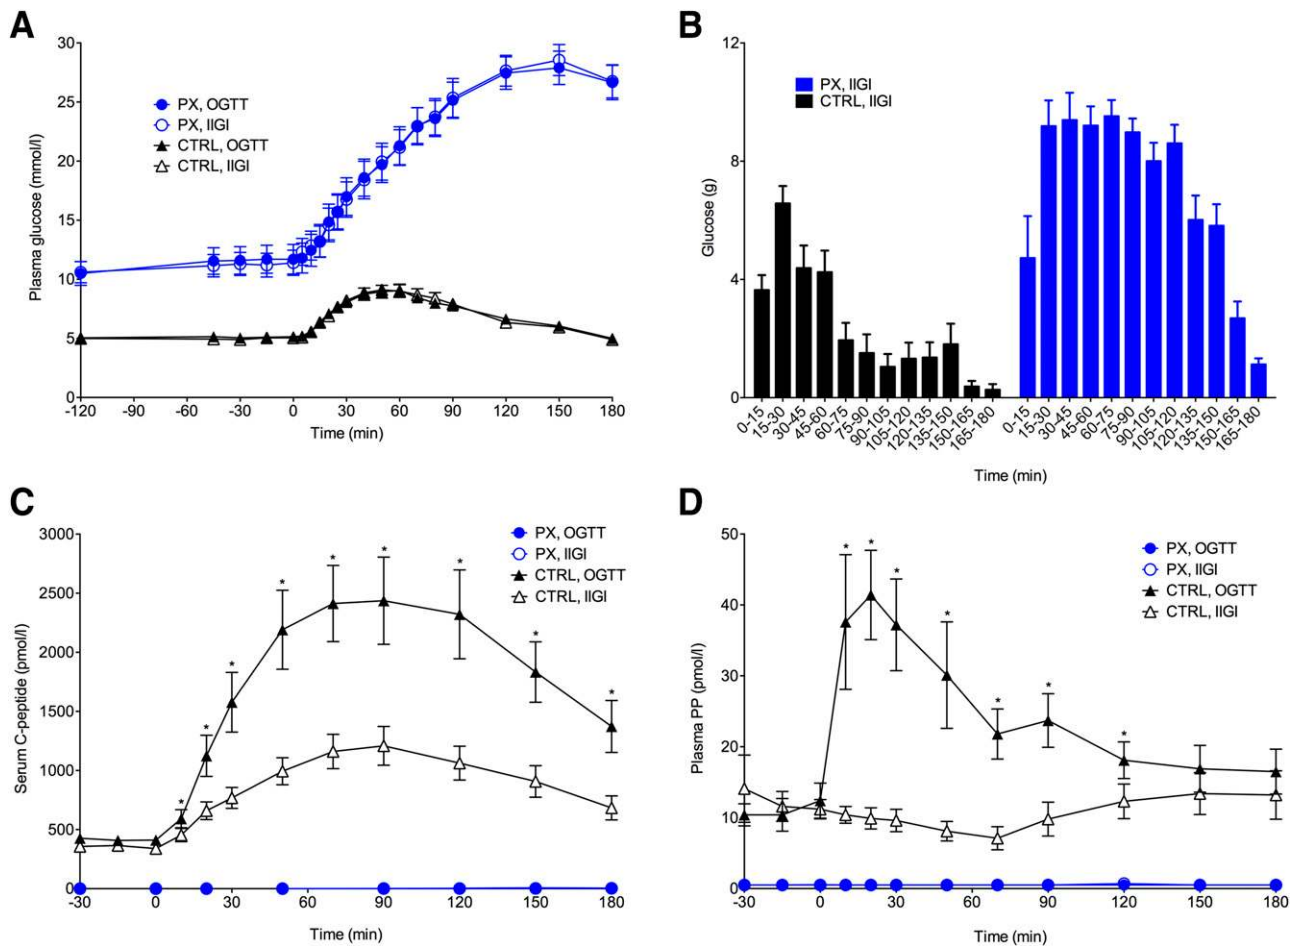 A
30
25
20
15
10
5
0
Plasma glucose (mmol/l)
PX, OGTT
PX, IIGI
CTRL, OGTT
CTRL, IIGI
-120 -90 -60 -30 0 30 60 90 120 150 180
Time (min)
B
12
8
4
0
Glucose (g)
PX, IIGI
CTRL, IIGI
0-15 15-30 30-45 45-60 60-75 75-90 90-105 105-120 120-135 135-150 150-165 165-180
0-15 15-30 30-45 45-60 60-75 75-90 90-105 105-120 120-135 135-150 150-165 165-180
Time (min)
C
3000
2500
2000
1500
1000
500
0
Serum C-peptide (pmol/l)
PX, OGTT
PX, IIGI
CTRL, OGTT
CTRL, IIGI
* * * * * * * * *
-30 0 30 60 90 120 150 180
Time (min)
D
50
40
30
20
10
0
Plasma PP (pmol/l)
PX, OGTT
PX, IIGI
CTRL, OGTT
CTRL, IIGI
* * * * * * *
-30 0 30 60 90 120 150 180
Time (min)